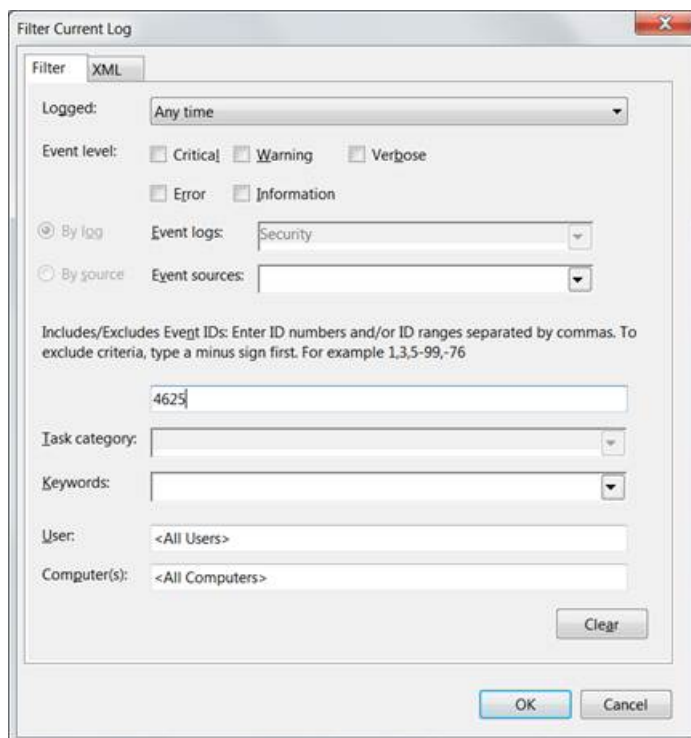 Filter Current Log
Filter XML
Logged: Any time
Event level: Critical Warning Verbose
Error Information
By log Event logs: Security
By source Event sources:
Includes/Excludes Event IDs: Enter ID numbers and/or ID ranges separated by commas. To
exclude criteria, type a minus sign first. For example 1,3,5-99,-76
4625
Task category:
Keywords:
User: <All Users>
Computer(s): <All Computers>
Clear
OK Cancel